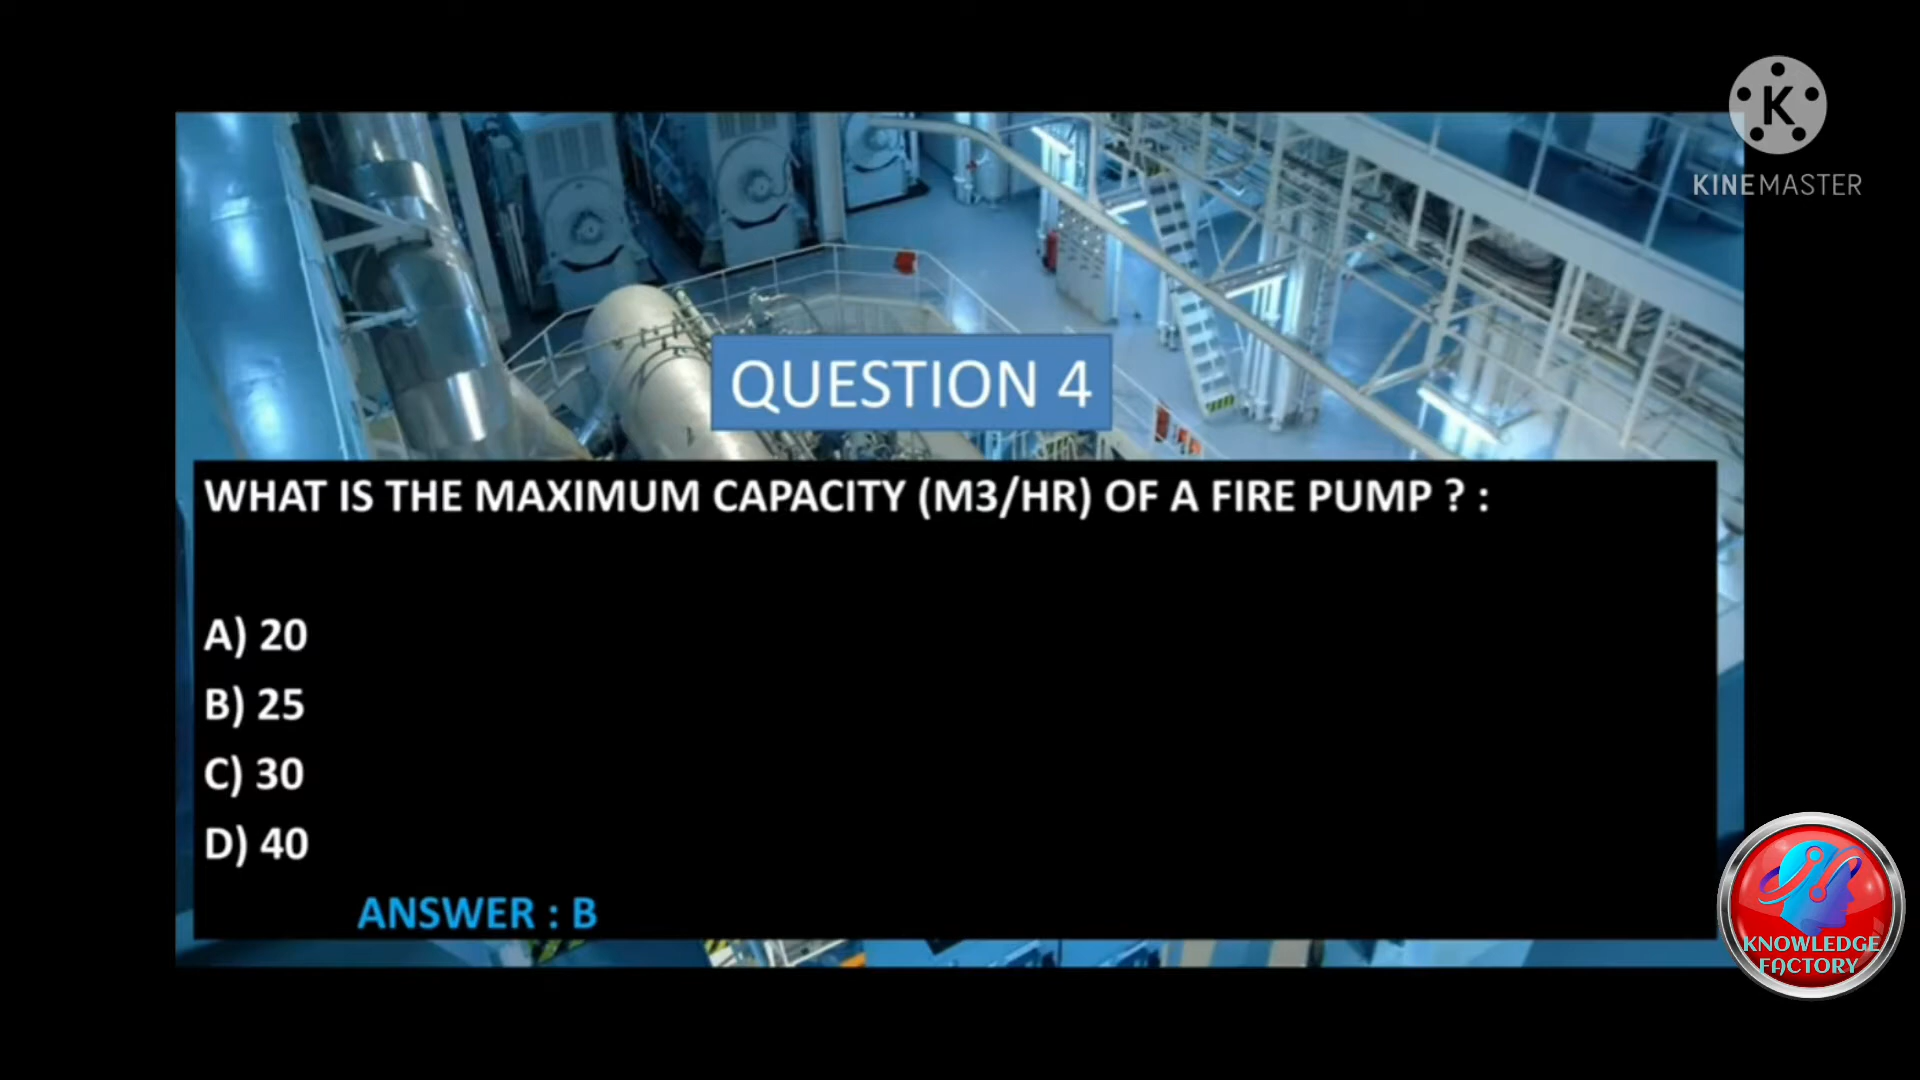 K
KINEMASTER
QUESTION 4
WHAT IS THE MAXIMUM CAPACITY (M3/HR) OF A FIRE PUMP ? :
A) 20
B) 25
C) 30
D) 40
ANSWER : B
KNOWLEDGE
FACTORY